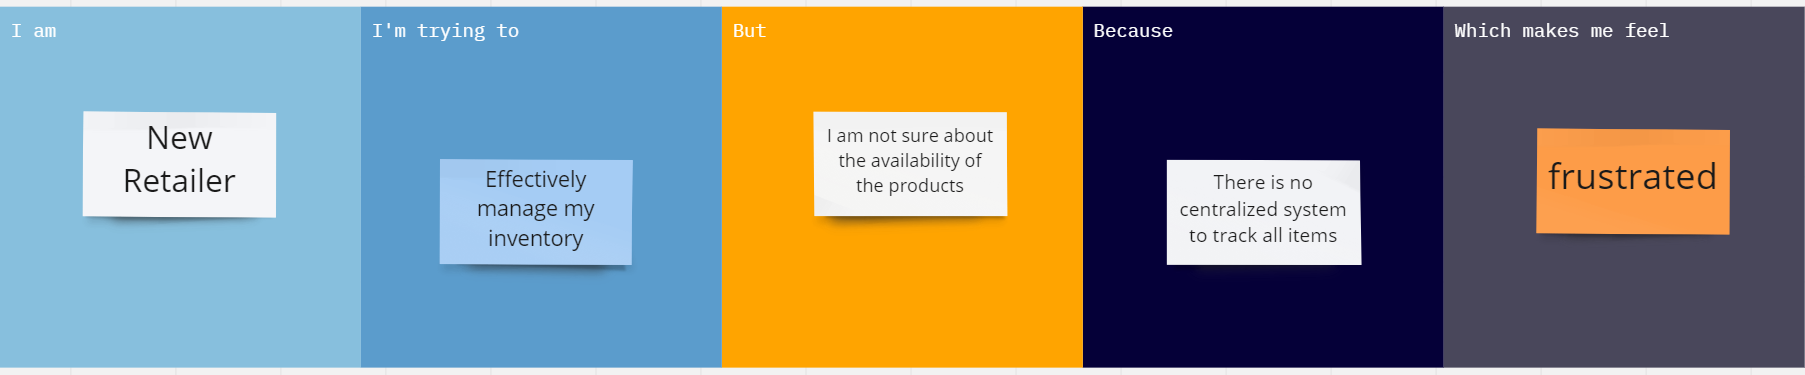 I am
New
Retailer
I'm trying to
Effectively
manage my
inventory
But
I am not sure about
the availability of
the products
Because
There is no
centralized system
to track all items
Which makes me feel
frustrated